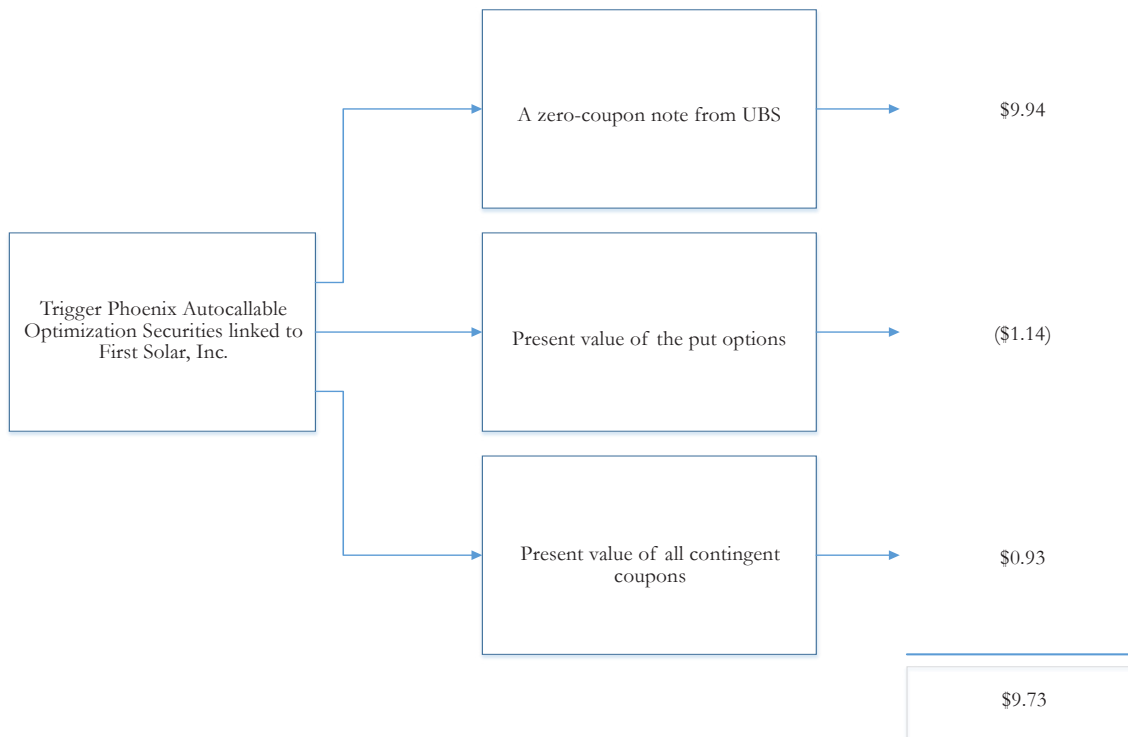 A zero-coupon note from UBS
$9.94
Trigger Phoenix Autocallable
Optimization Securities linked to
First Solar, Inc.
Present value of the put options
($1.14)
Present value of all contingent
coupons
$0.93
$9.73